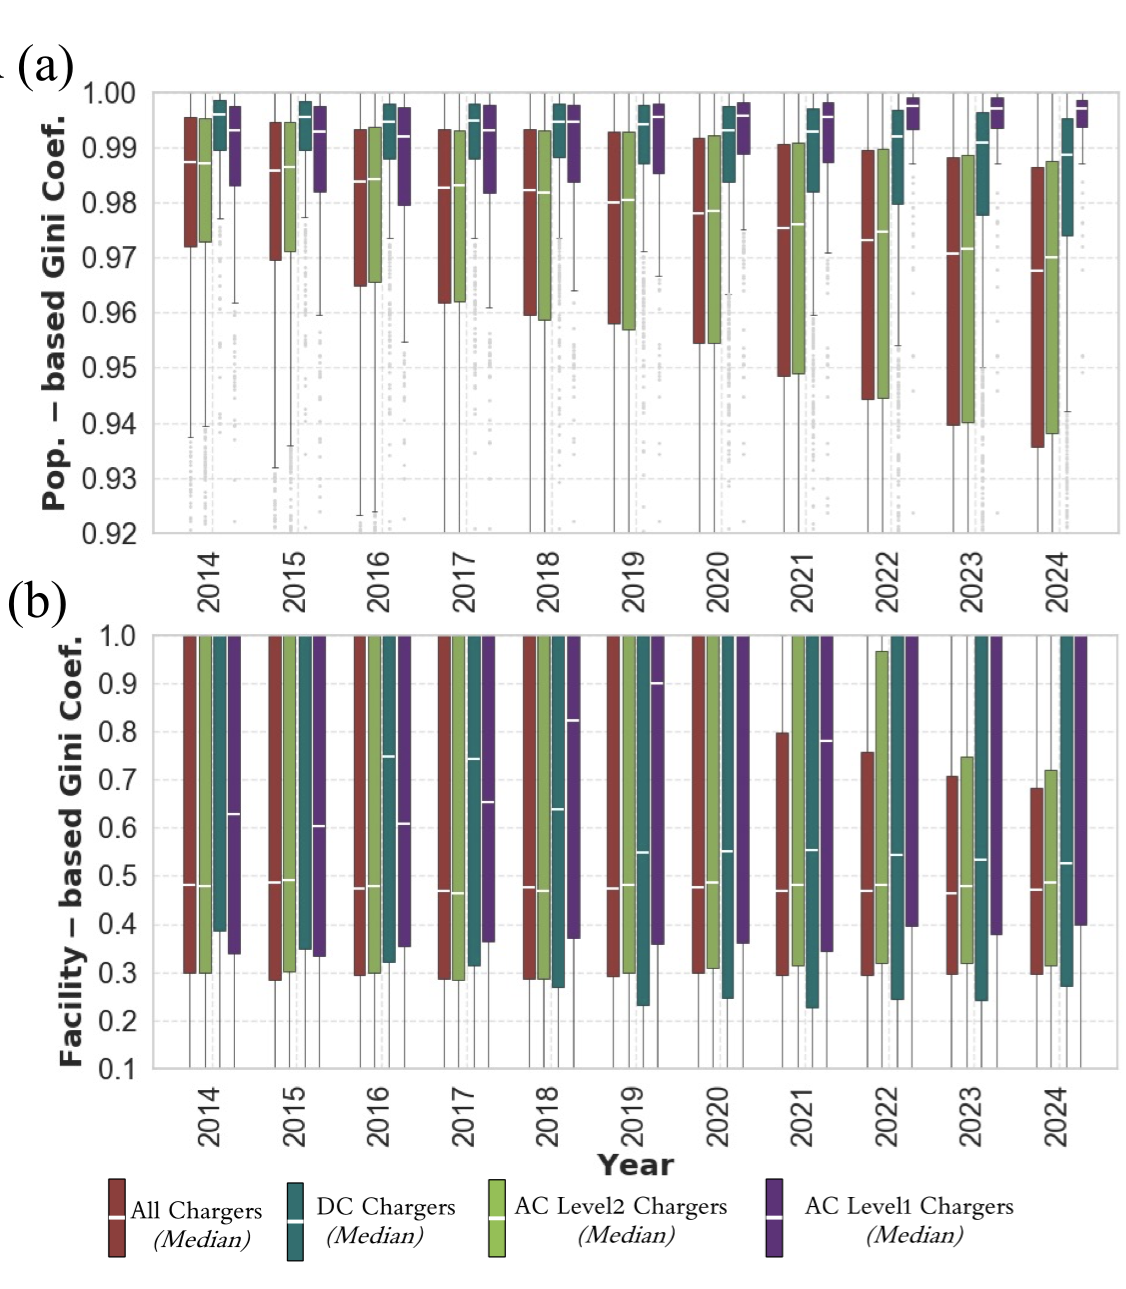 (a)
Pop. – based Gini Coef.
1.00
0.99
0.98
0.97
0.96
0.95
0.94
0.93
0.92
2014 2015 2016 2017 2018 2019 2020 2021 2022 2023 2024
(b)
Facility – based Gini Coef.
1.0
0.9
0.8
0.7
0.6
0.5
0.4
0.3
0.2
0.1
2014 2015 2016 2017 2018 2019 2020 2021 2022 2023 2024
Year
All Chargers
(Median)
DC Chargers
(Median)
AC Level2 Chargers
(Median)
AC Level1 Chargers
(Median)